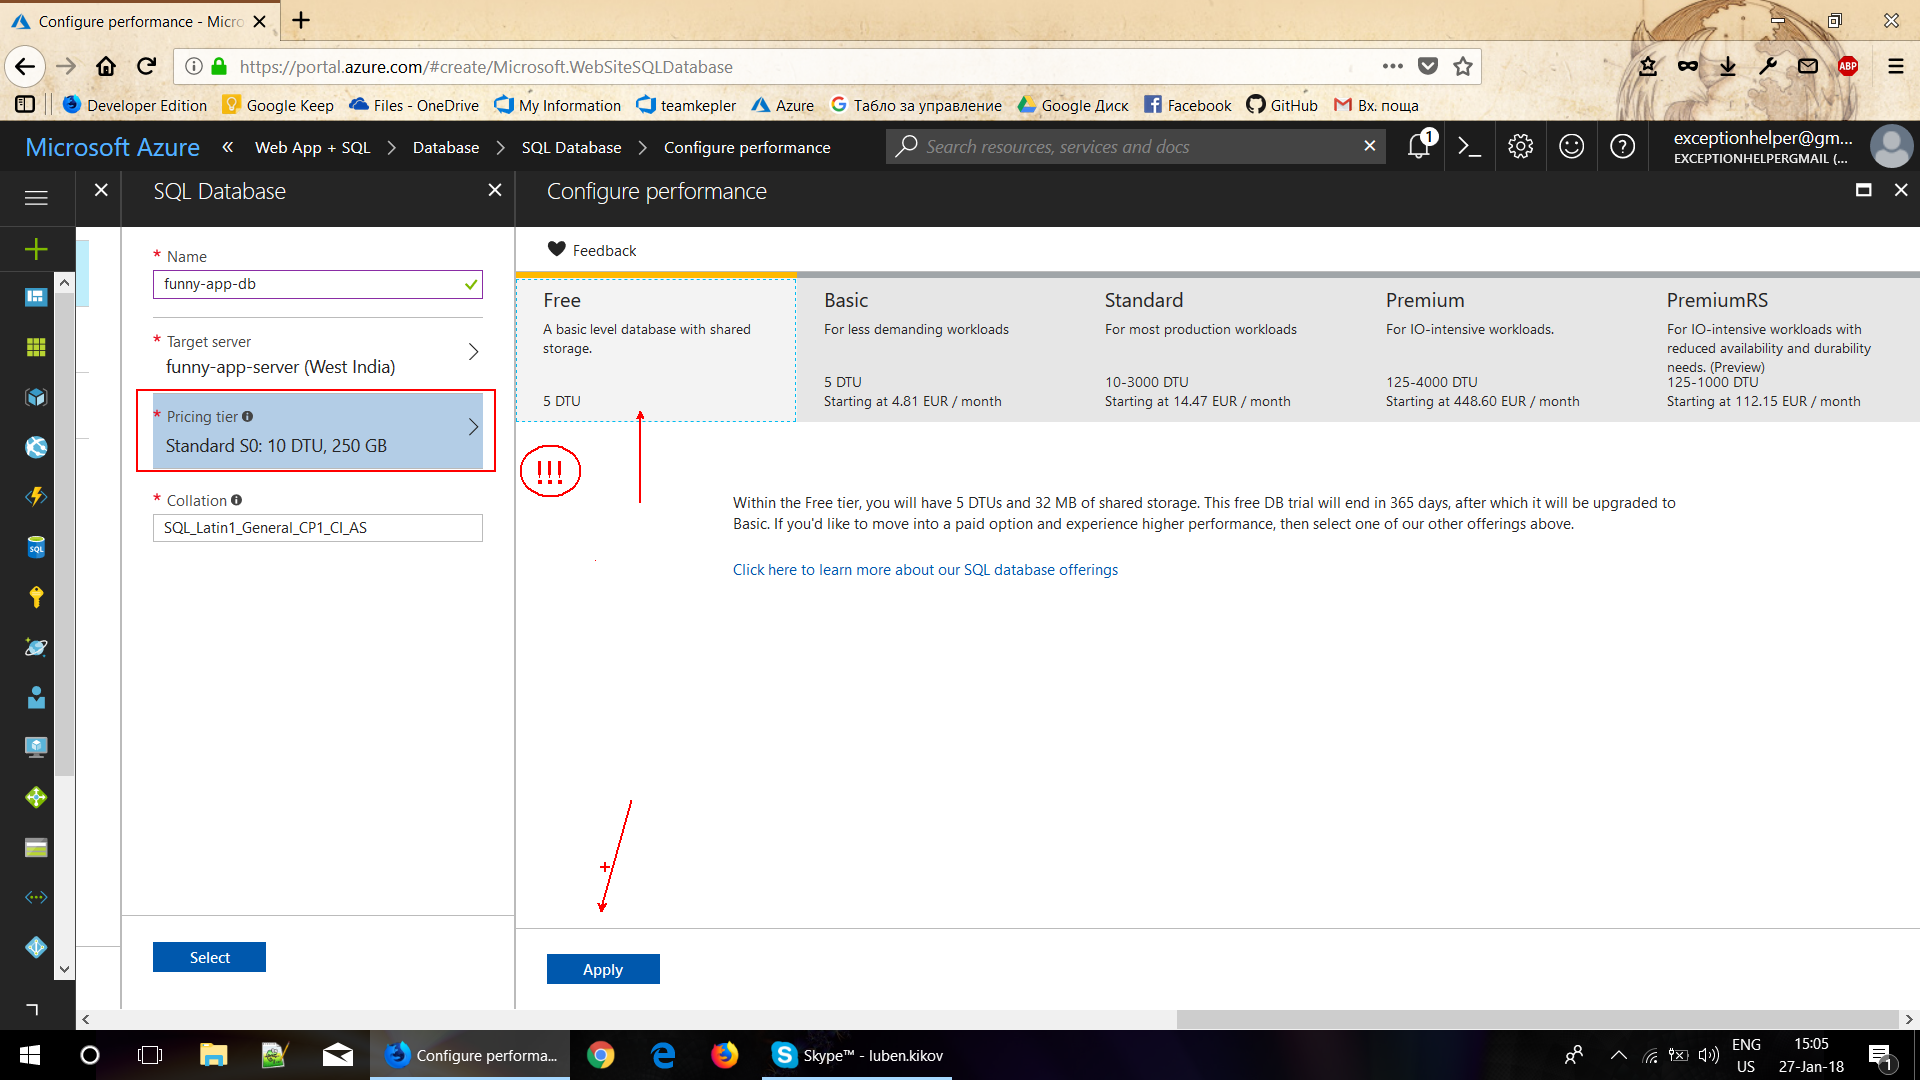 Configure performance - Micro
https://portal.azure.com/#create/Microsoft.WebSiteSQLDatabase
ABP
Developer Edition Google Keep Files - OneDrive My Information teamkepler Azure Табло за управление Google Диск Facebook GitHub Вх. поща
Microsoft Azure « Web App + SQL > Database > SQL Database > Configure performance
Search resources, services and docs
1
exceptionhelper@gm...
EXCEPTIONHELPERGMAIL (...
SQL Database
Configure performance
Feedback
* Name
funny-app-db
* Target server
funny-app-server (West India)
* Pricing tier
Standard S0: 10 DTU, 250 GB
* Collation
SQL_Latin1_General_CP1_CI_AS
Select
Free
A basic level database with shared
storage.
5 DTU
Basic
For less demanding workloads
5 DTU
Starting at 4.81 EUR / month
Standard
For most production workloads
10-3000 DTU
Starting at 14.47 EUR / month
Premium
For IO-intensive workloads.
125-4000 DTU
Starting at 448.60 EUR / month
PremiumRS
For IO-intensive workloads with
reduced availability and durability
needs. (Preview)
125-1000 DTU
Starting at 112.15 EUR / month
!!!
Within the Free tier, you will have 5 DTUs and 32 MB of shared storage. This free DB trial will end in 365 days, after which it will be upgraded to
Basic. If you'd like to move into a paid option and experience higher performance, then select one of our other offerings above.
Click here to learn more about our SQL database offerings
Apply
SQL
Configure performa...
Skype™ - luben.kikov
ENG
US
15:05
27-Jan-18
1